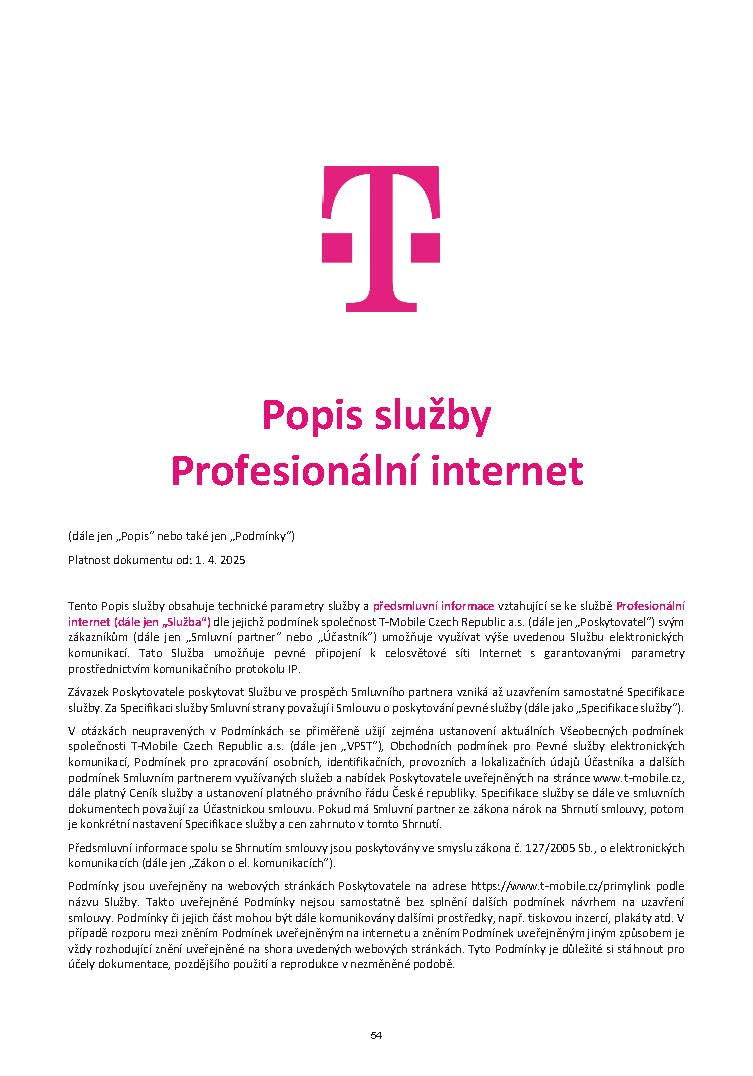 Popis služby
Profesionální internet
(dále jen „Popis“ nebo také jen „Podmínky“)
Platnost dokumentu od: 1. 4. 2025
Tento Popis služby obsahuje technické parametry služby a předsmluvní informace vztahující se ke službě Profesionální
internet (dále jen „Služba“) dle jejichž podmínek společnost T-Mobile Czech Republic a.s. (dále jen „Poskytovatel“) svým
zákazníkům (dále jen „Smluvní partner“ nebo „Účastník“) umožňuje využívat výše uvedenou Službu elektronických
komunikací. Tato Služba umožňuje pevné připojení k celosvětové síti Internet s garantovanými parametry
prostřednictvím komunikačního protokolu IP.
Závazek Poskytovatele poskytovat Službu ve prospěch Smluvního partnera vzniká až uzavřením samostatné Specifikace
služby. Za Specifikaci služby Smluvní strany považují i Smlouvu o poskytování pevné služby (dále jako „Specifikace služby“).
V otázkách neupravených v Podmínkách se přiměřeně užijí zejména ustanovení aktuálních Všeobecných podmínek
společnosti T-Mobile Czech Republic a.s. (dále jen „VPST“), Obchodních podmínek pro Pevné služby elektronických
komunikací, Podmínek pro zpracování osobních, identifikačních, provozních a lokalizačních údajů Účastníka a dalších
podmínek Smluvním partnerem využívaných služeb a nabídek Poskytovatele uveřejněných na stránce www.t-mobile.cz,
dále platný Ceník služby a ustanovení platného právního řádu České republiky. Specifikace služby se dále ve smluvních
dokumentech považují za Účastnickou smlouvu. Pokud má Smluvní partner ze zákona nárok na Shrnutí smlouvy, potom
je konkrétní nastavení Specifikace služby a cen zahrnuto v tomto Shrnutí.
Předsmluvní informace spolu se Shrnutím smlouvy jsou poskytovány ve smyslu zákona č. 127/2005 Sb., o elektronických
komunikacích (dále jen „Zákon o el. komunikacích“).
Podmínky jsou uveřejněny na webových stránkách Poskytovatele na adrese https://www.t-mobile.cz/primylink podle
názvu Služby. Takto uveřejněné Podmínky nejsou samostatně bez splnění dalších podmínek návrhem na uzavření
smlouvy. Podmínky či jejich část mohou být dále komunikovány dalšími prostředky, např. tiskovou inzercí, plakáty atd. V
případě rozporu mezi zněním Podmínek uveřejněným na internetu a zněním Podmínek uveřejněným jiným způsobem je
vždy rozhodující znění uveřejněné na shora uvedených webových stránkách. Tyto Podmínky je důležité si stáhnout pro
účely dokumentace, pozdějšího použití a reprodukce v nezměněné podobě.
54